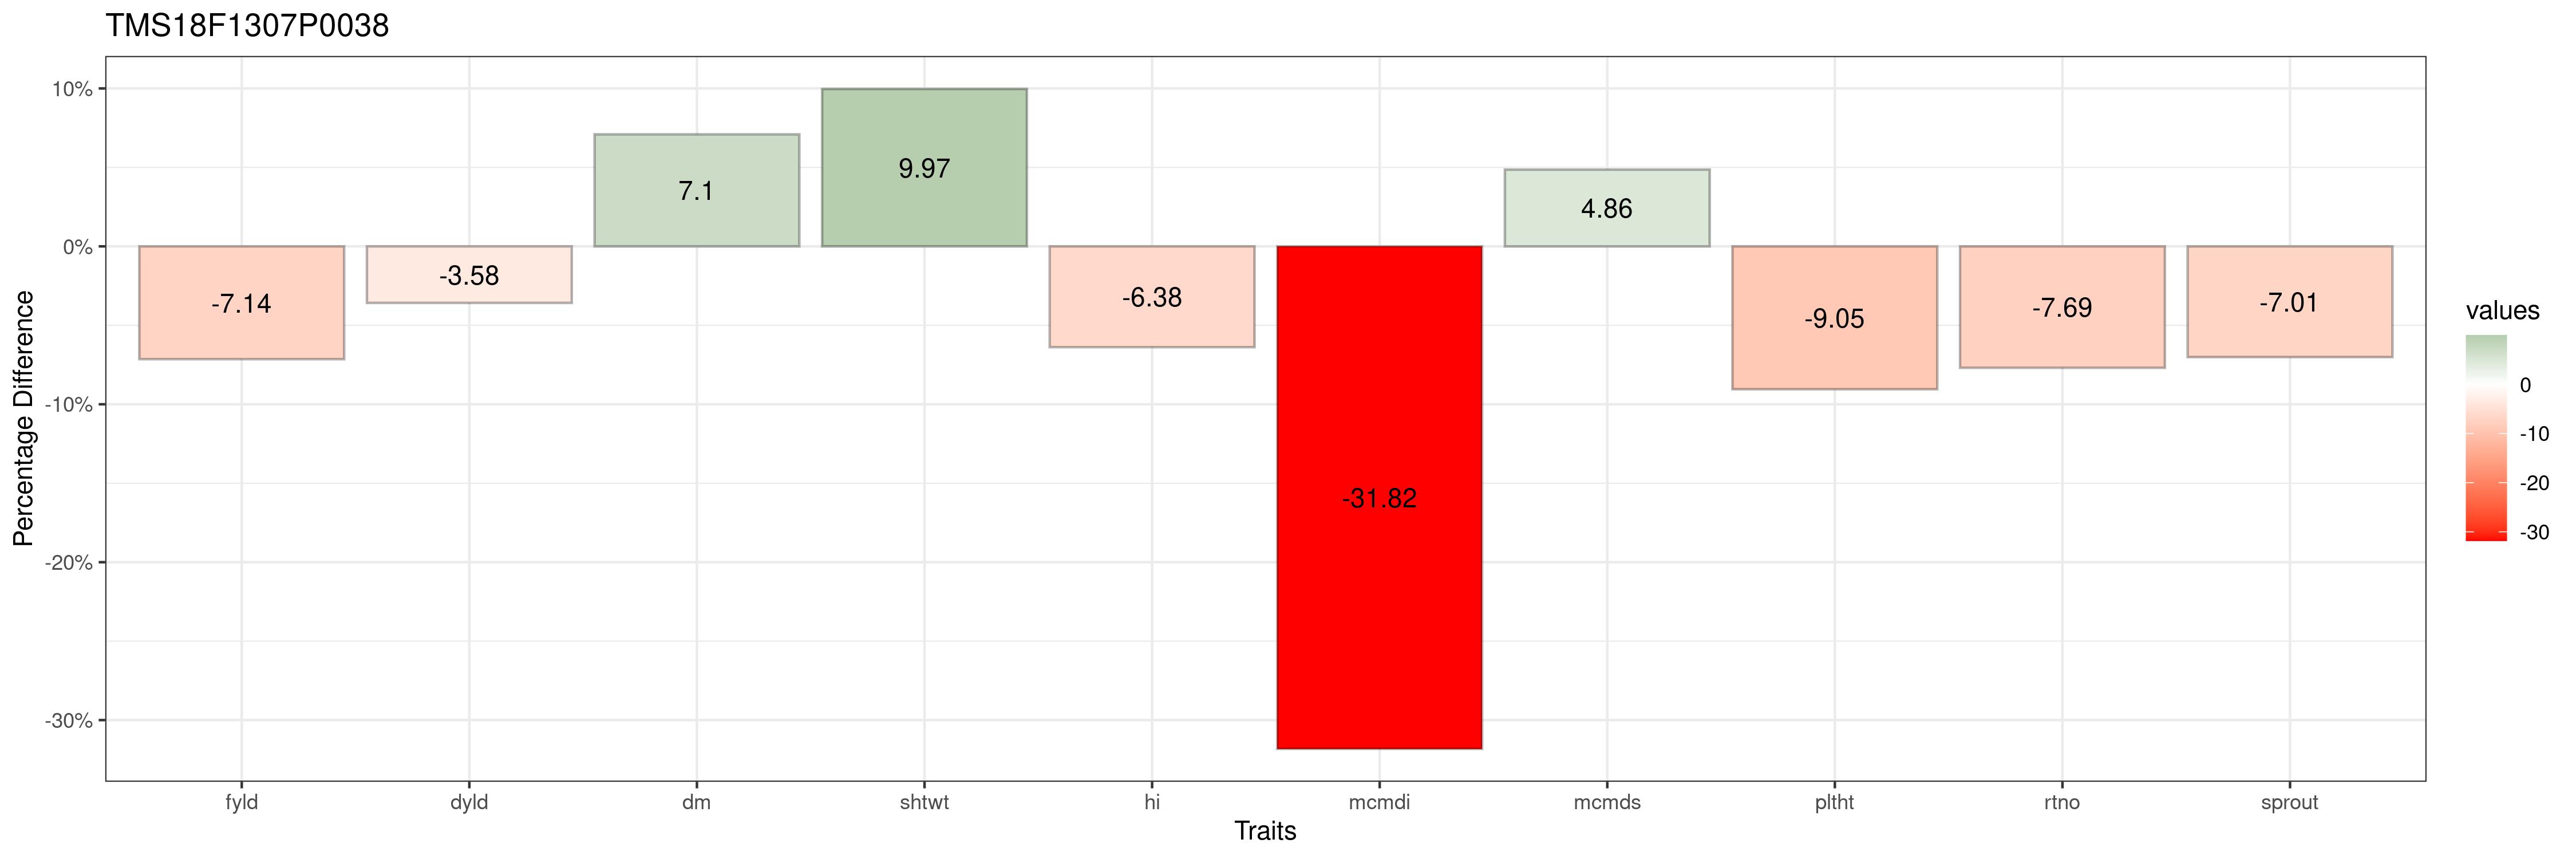 TMS18F1307P0038
Percentage Difference
10%
0%
-10%
-20%
-30%
-7.14
-3.58
7.1
9.97
-6.38
-31.82
4.86
-9.05
-7.69
-7.01
fyld
dyld
dm
shtwt
hi
mcmdi
mcmds
pltht
rtno
sprout
Traits
values
0
-10
-20
-30